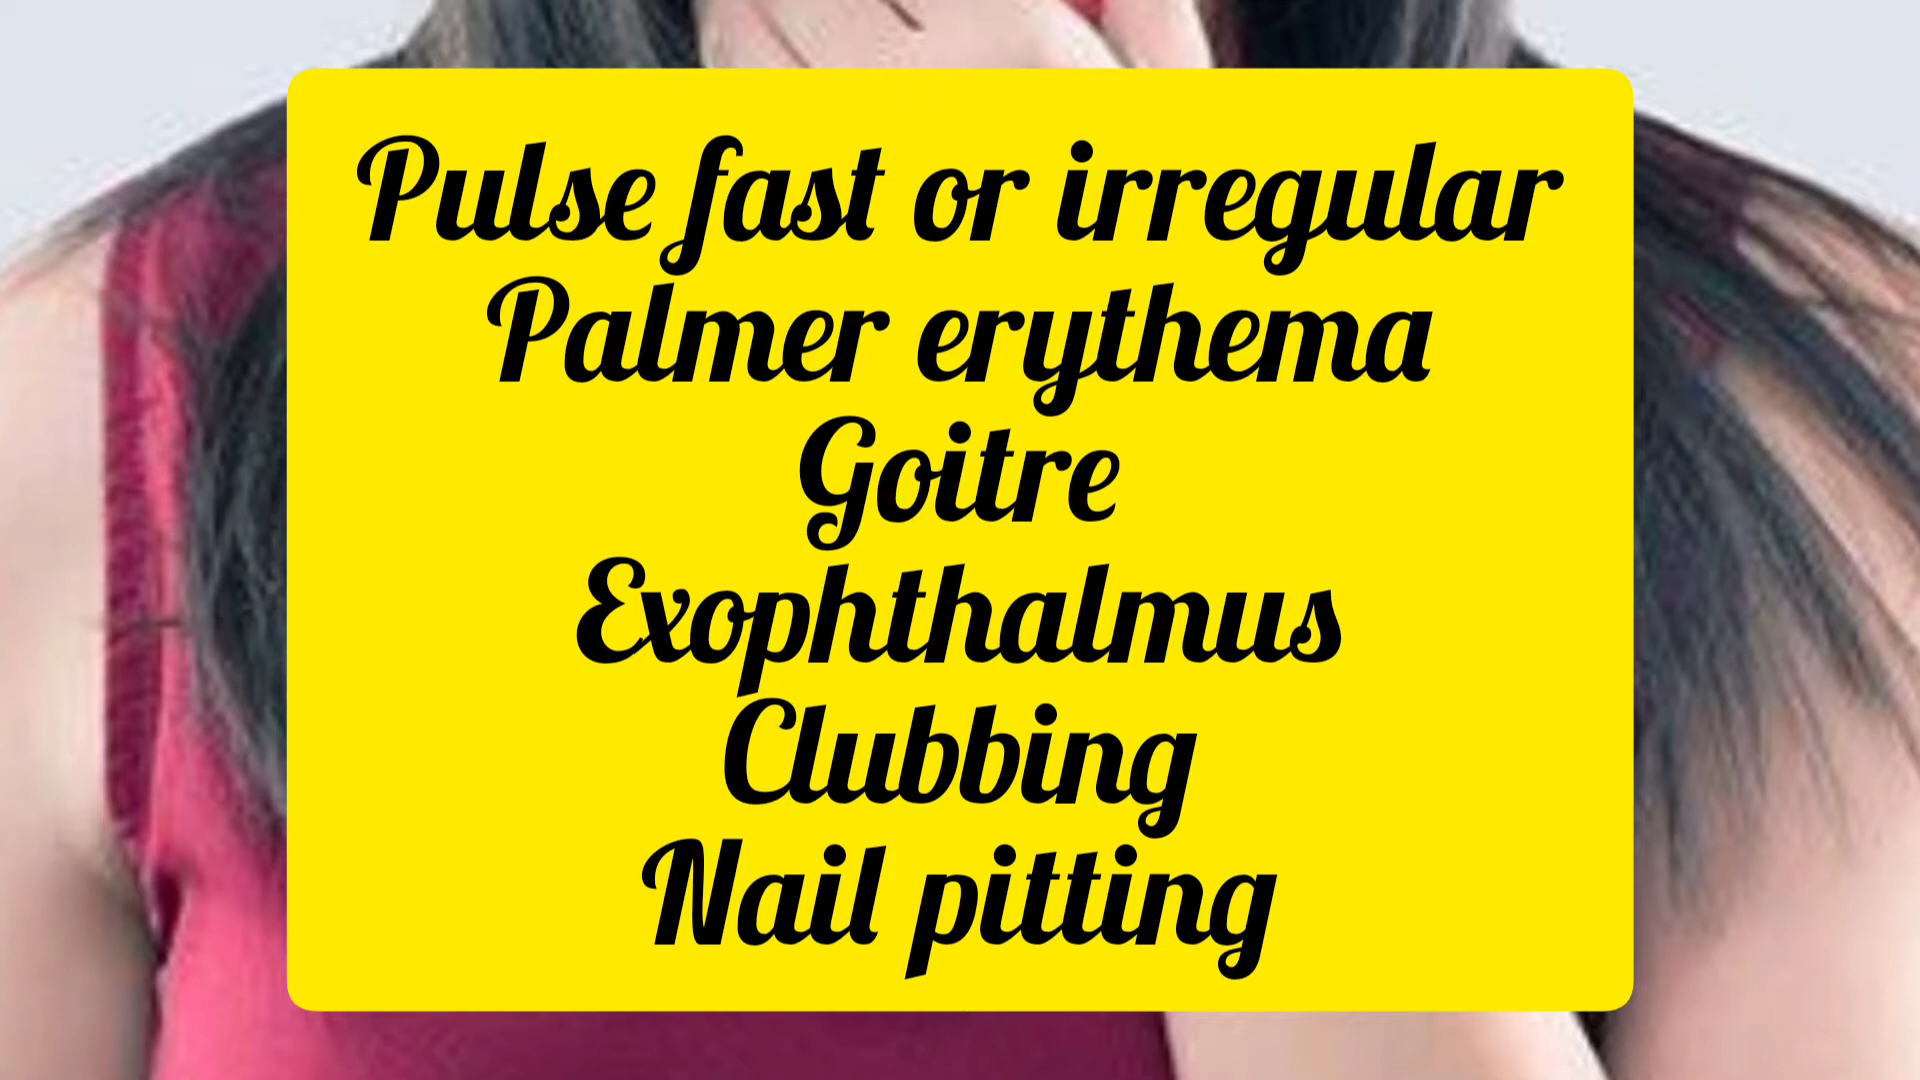 Pulse fast or irregular
Palmer erythema
Goitre
Exophthalmus
Clubbing
Nail pitting